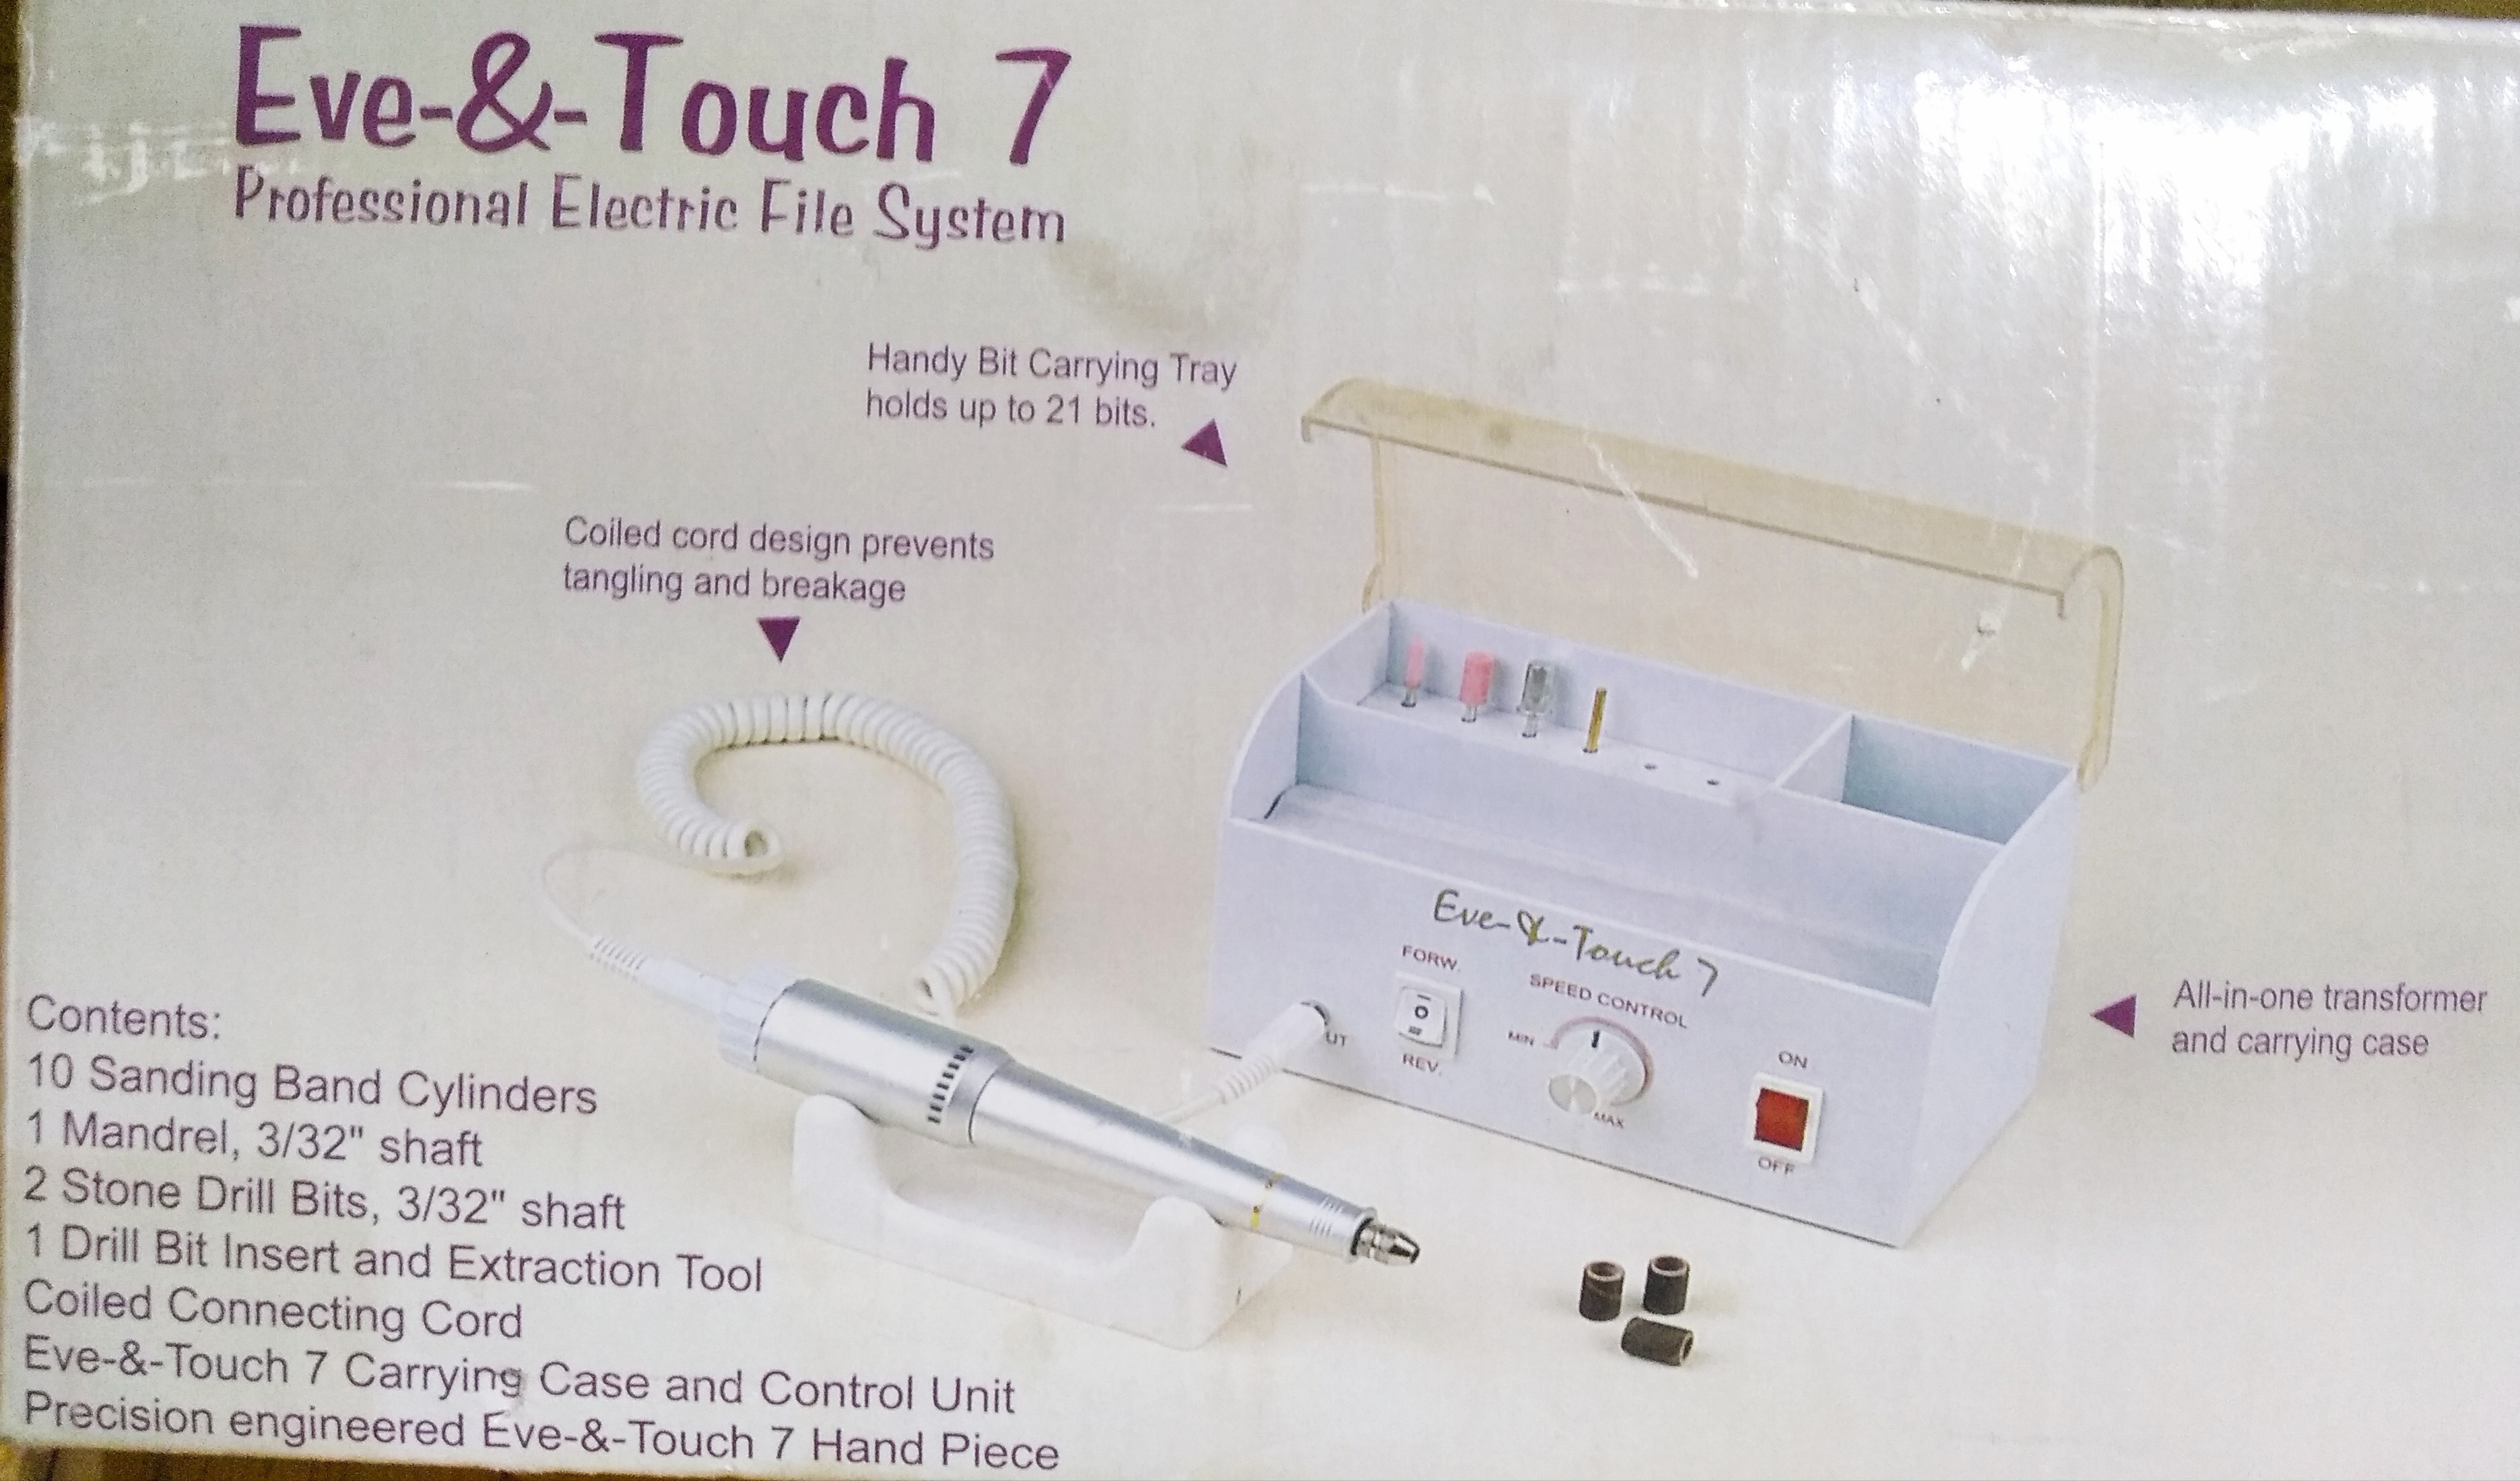 Eve-&-Touch 7
Professional Electric File System
Handy Bit Carrying Tray
holds up to 21 bits.
Coiled cord design prevents
tangling and breakage
Eve-&-Touch 7
FORW.
SPEED CONTROL
MIN
UT
REV.
MAX
ON
OFF
All-in-one transformer
and carrying case
Contents:
10 Sanding Band Cylinders
1 Mandrel, 3/32" shaft
2 Stone Drill Bits, 3/32" shaft
1 Drill Bit Insert and Extraction Tool
Coiled Connecting Cord
Eve-&-Touch 7 Carrying Case and Control Unit
Precision engineered Eve-&-Touch 7 Hand Piece